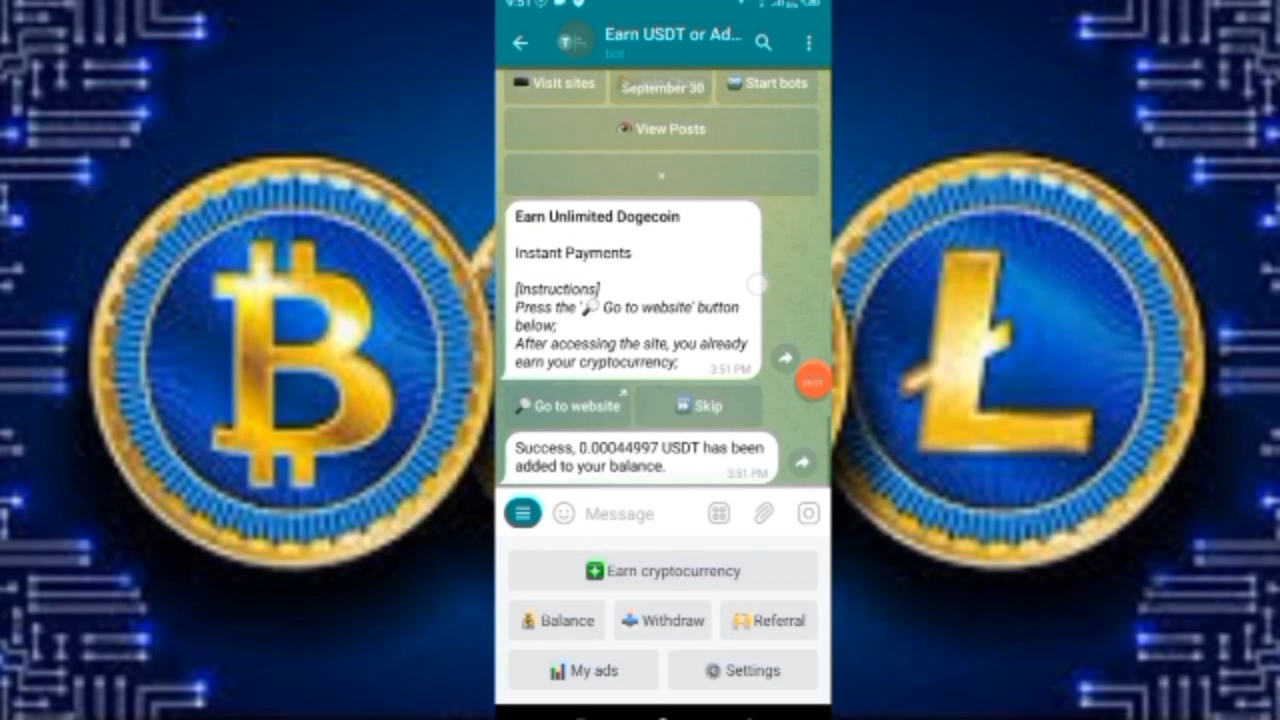 Earn USDT or Ad...
bot
Visit sites
September 30
Start bots
View Posts
Earn Unlimited Dogecoin
Instant Payments
[Instructions]
Press the '🔎 Go to website' button
below;
After accessing the site, you already
earn your cryptocurrency;
3:51 PM
Go to website
Skip
Success, 0.00044997 USDT has been
added to your balance.
3:51 PM
Message
Earn cryptocurrency
Balance
Withdraw
Referral
My ads
Settings